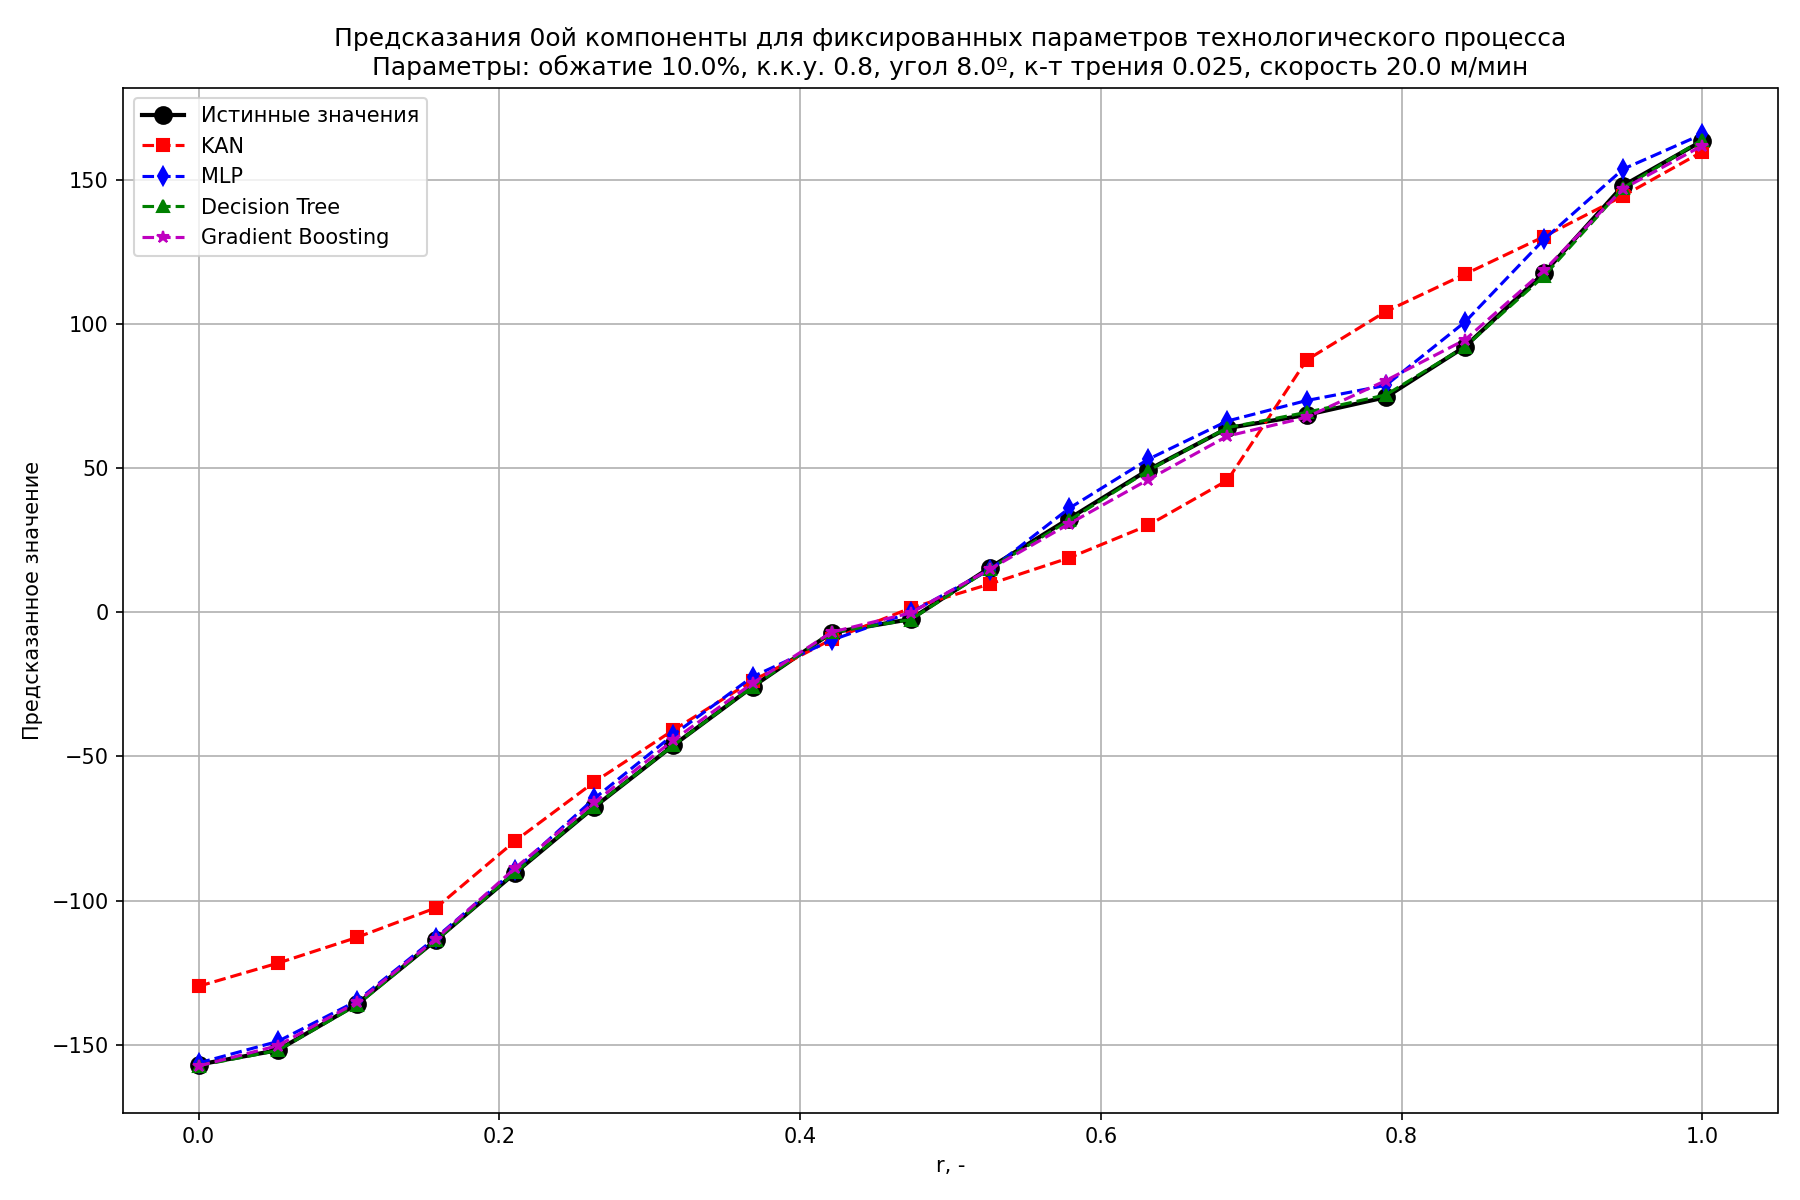 Предсказания 0ой компоненты для фиксированных параметров технологического процесса
Параметры: обжатие 10.0%, к.к.у. 0.8, угол 8.0º, к-т трения 0.025, скорость 20.0 м/мин
Истинные значения
KAN
MLP
Decision Tree
Gradient Boosting
Предсказанное значение
150
100
50
0
−50
−100
−150
0.0
0.2
0.4
0.6
0.8
1.0
r, -